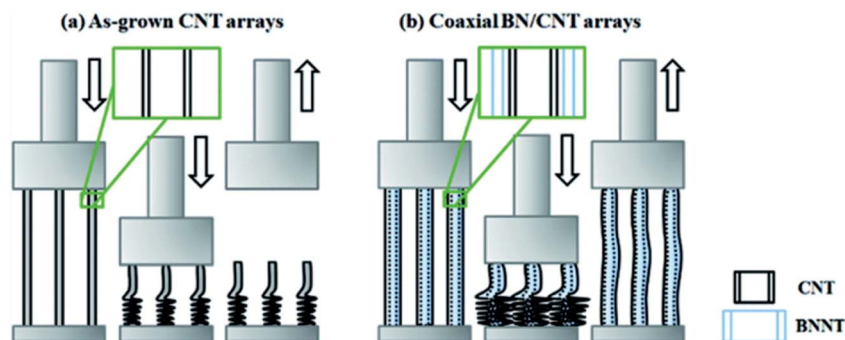 (a) As-grown CNT arrays
(b) Coaxial BN/CNT arrays
CNT
BNNT